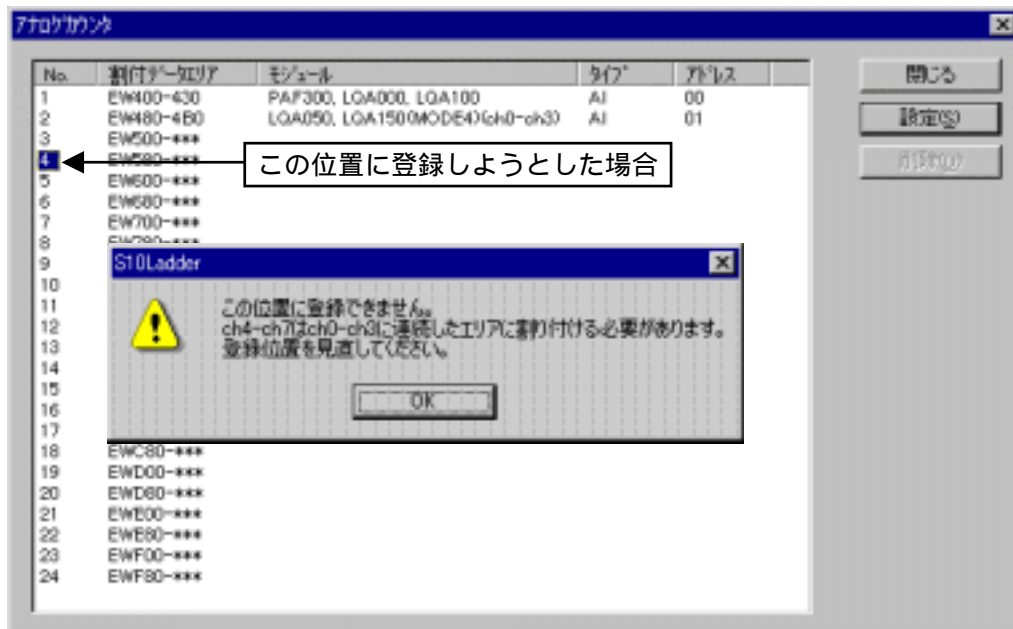 アナログカウンタ
No. 割付データエリア モジュール タイプ アドレス
閉じる
設定(S)
削除(D)
1 EW400-430 PAF300, LQA000, LQA100 AI 00
2 EW480-4B0 LQA050, LQA1500(MODE4)(ch0-ch3) AI 01
3 EW500-***
4 EW580-***
この位置に登録しようとした場合
5 EW600-***
6 EW680-***
7 EW700-***
8 EW780-***
9
10
11
12
13
14
15
16
17
S10Ladder
この位置に登録できません。
ch4-ch7はch0-ch3に連続したエリアに割り付ける必要があります。
登録位置を見直してください。
OK
18 EWC80-***
19 EWD00-***
20 EWD80-***
21 EWE00-***
22 EWE80-***
23 EWF00-***
24 EWF80-***